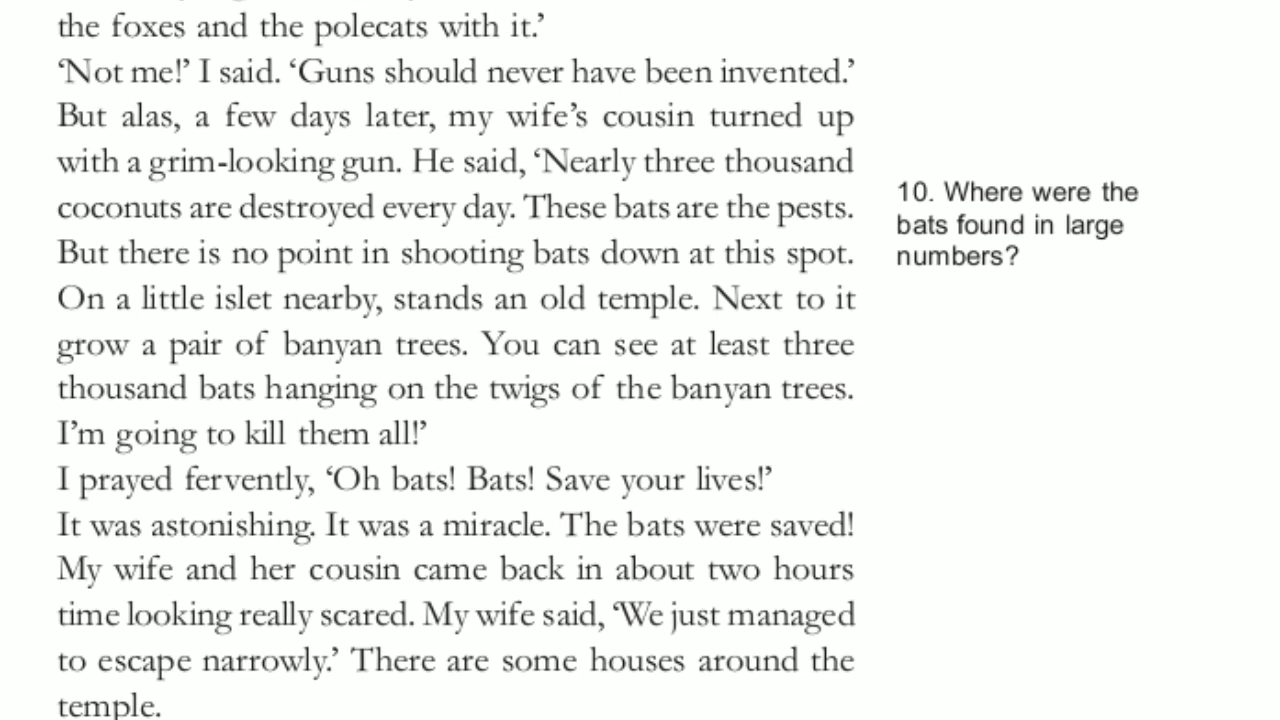 the foxes and the polecats with it.’
‘Not me!’ I said. ‘Guns should never have been invented.’
But alas, a few days later, my wife’s cousin turned up
with a grim-looking gun. He said, ‘Nearly three thousand
coconuts are destroyed every day. These bats are the pests.
But there is no point in shooting bats down at this spot.
On a little islet nearby, stands an old temple. Next to it
grow a pair of banyan trees. You can see at least three
thousand bats hanging on the twigs of the banyan trees.
I’m going to kill them all!’
I prayed fervently, ‘Oh bats! Bats! Save your lives!’
It was astonishing. It was a miracle. The bats were saved!
My wife and her cousin came back in about two hours
time looking really scared. My wife said, ‘We just managed
to escape narrowly.’ There are some houses around the
temple.
10. Where were the
bats found in large
numbers?